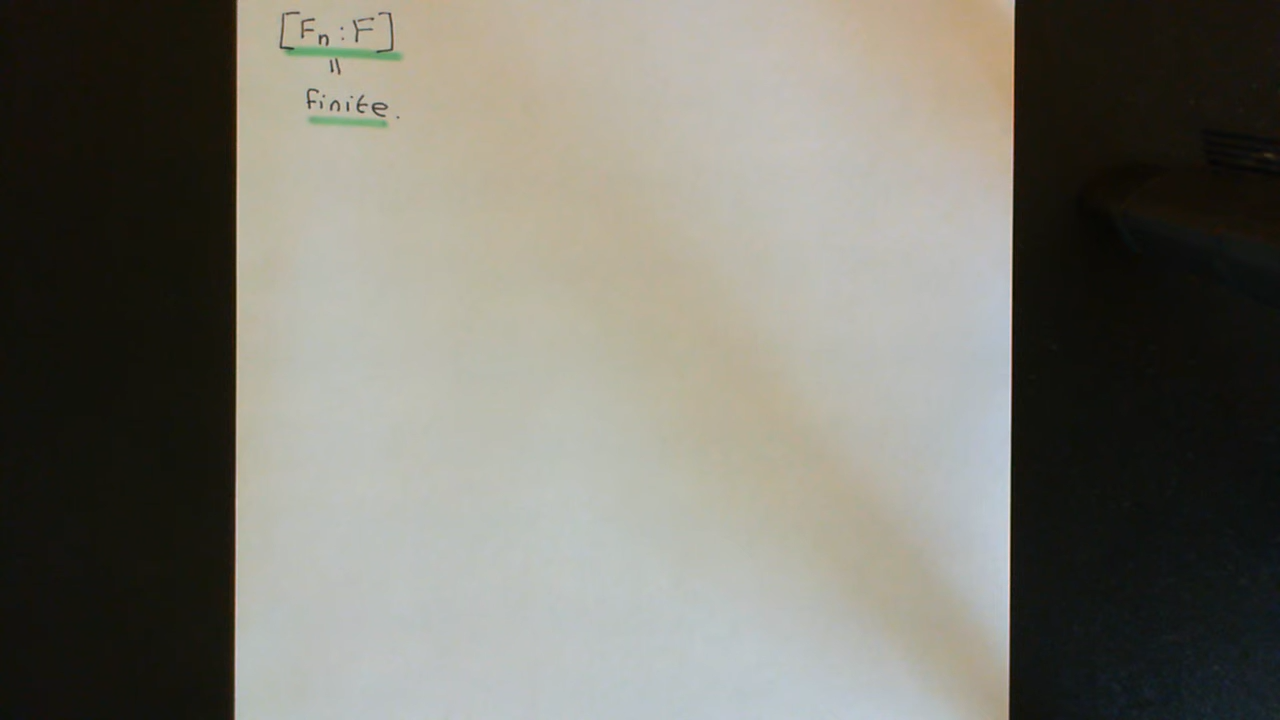 [Fn : F]
=
finite.